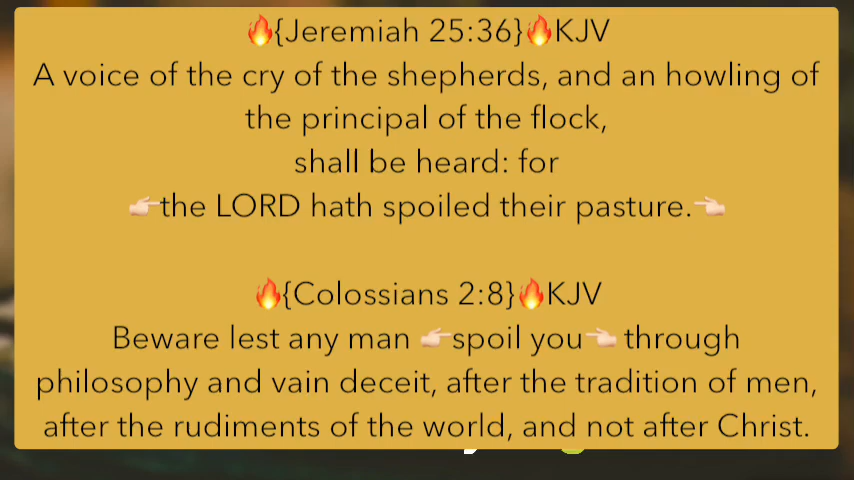 🔥{Jeremiah 25:36}🔥KJV
A voice of the cry of the shepherds, and an howling of
the principal of the flock,
shall be heard: for
👉🏻the LORD hath spoiled their pasture.👈🏻
🔥{Colossians 2:8}🔥KJV
Beware lest any man 👉🏻spoil you👈🏻 through
philosophy and vain deceit, after the tradition of men,
after the rudiments of the world, and not after Christ.